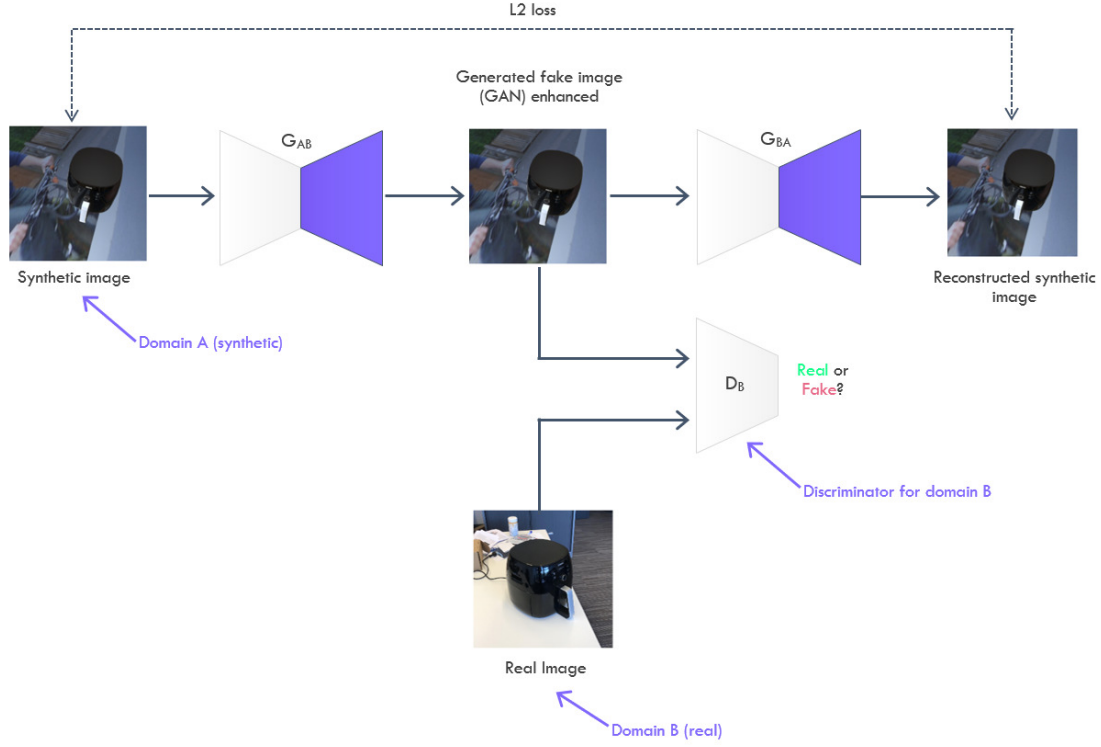 L2 loss
Generated fake image
(GAN) enhanced
GAB
GBA
Synthetic image
Reconstructed synthetic
image
Domain A (synthetic)
DB
Real or
Fake?
Discriminator for domain B
Real Image
Domain B (real)